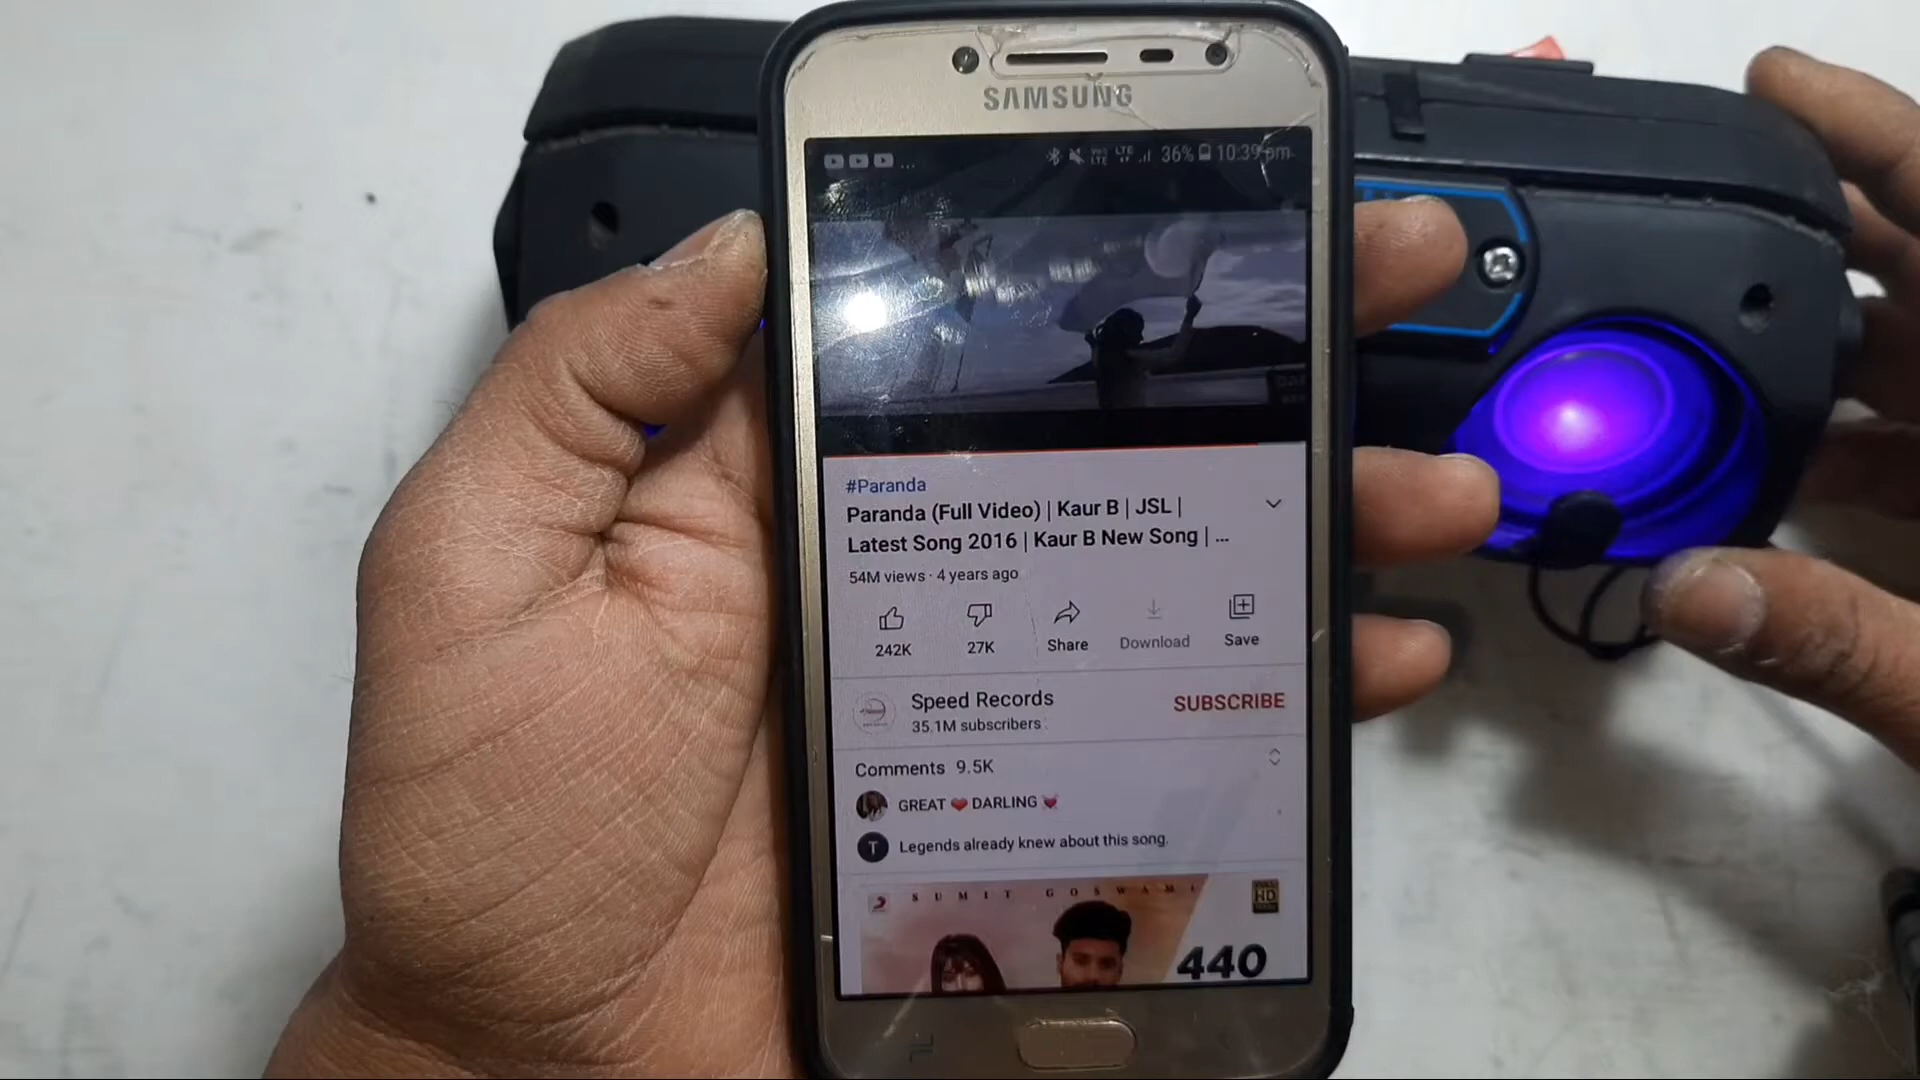 SAMSUNG
36% 10:39 pm
#Paranda
Paranda (Full Video) | Kaur B | JSL |
Latest Song 2016 | Kaur B New Song | ...
54M views · 4 years ago
242K
27K
Share
Download
Save
Speed Records
35.1M subscribers
SUBSCRIBE
Comments 9.5K
GREAT ❤️ DARLING 💓
T
Legends already knew about this song.
SUMIT GOSWAMI
HD
440